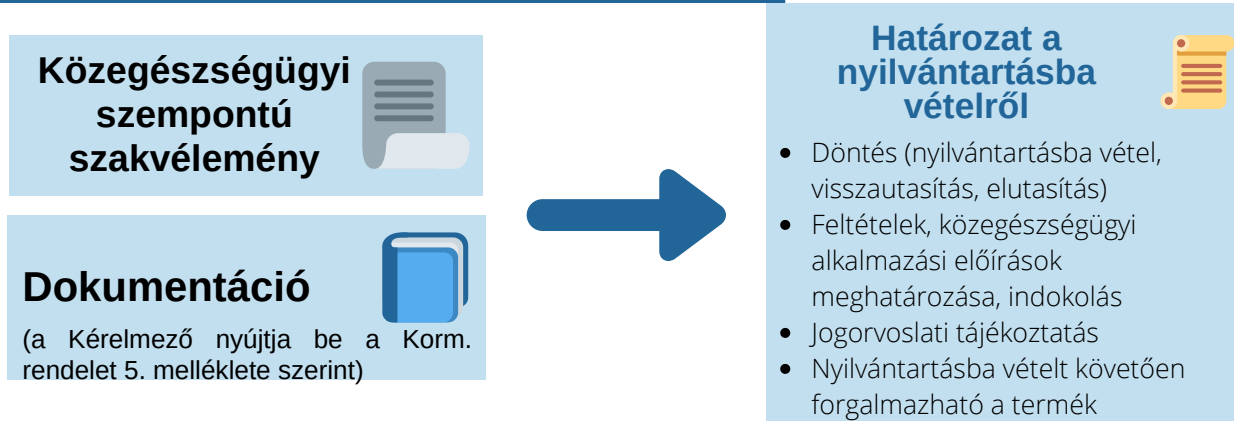 Közegészségügyi
szempontú
szakvélemény
Dokumentáció
(a Kérelmező nyújtja be a Korm.
rendelet 5. melléklete szerint)
Határozat a
nyilvántartásba
vételről
• Döntés (nyilvántartásba vétel,
visszautasítás, elutasítás)
• Feltételek, közegészségügyi
alkalmazási előírások
meghatározása, indokolás
• Jogorvoslati tájékoztatás
• Nyilvántartásba vételt követően
forgalmazható a termék